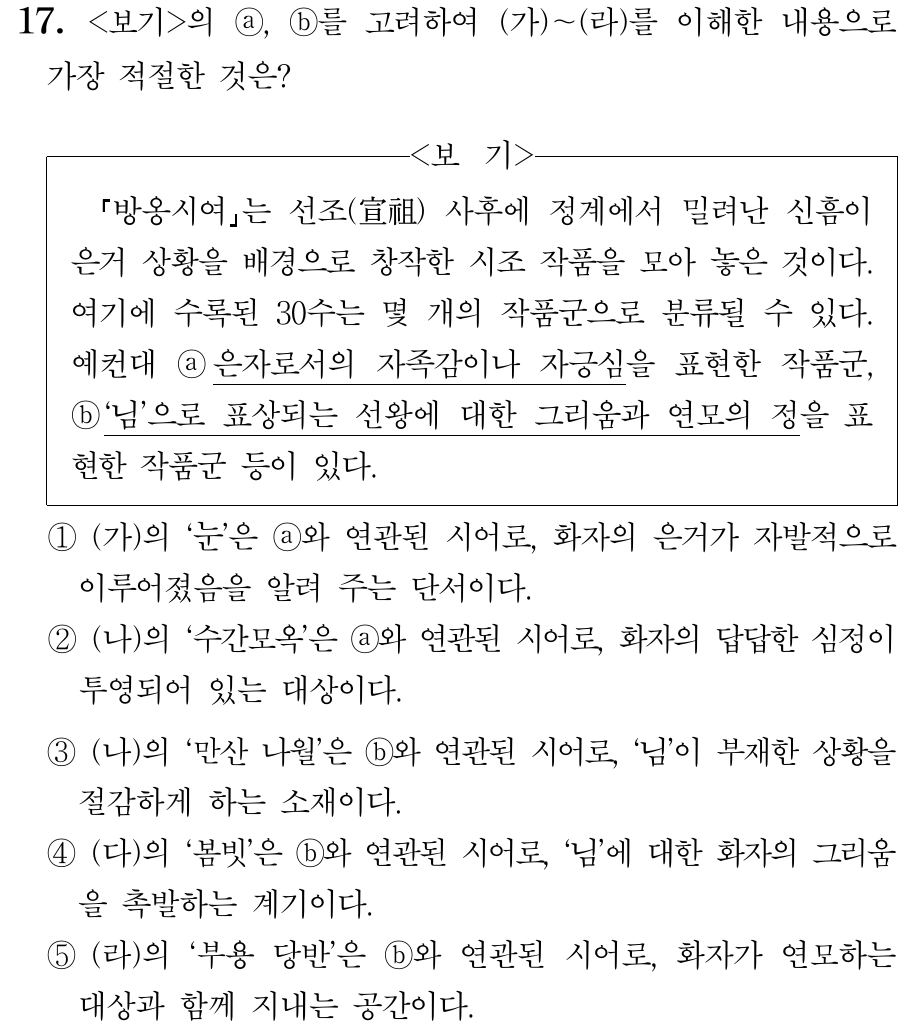 17. <보기>의 ⓐ, ⓑ를 고려하여 (가)~(라)를 이해한 내용으로
가장 적절한 것은?
<보 기>
『방옹시여』는 선조(宣祖) 사후에 정계에서 밀려난 신흠이
은거 상황을 배경으로 창작한 시조 작품을 모아 놓은 것이다.
여기에 수록된 30수는 몇 개의 작품군으로 분류될 수 있다.
예컨대 ⓐ 은자로서의 자족감이나 자긍심을 표현한 작품군,
ⓑ ‘님’으로 표상되는 선왕에 대한 그리움과 연모의 정을 표
현한 작품군 등이 있다.
① (가)의 ‘눈’은 ⓐ와 연관된 시어로, 화자의 은거가 자발적으로
이루어졌음을 알려 주는 단서이다.
② (나)의 ‘수간모옥’은 ⓐ와 연관된 시어로, 화자의 답답한 심정이
투영되어 있는 대상이다.
③ (나)의 ‘만산 나월’은 ⓑ와 연관된 시어로, ‘님’이 부재한 상황을
절감하게 하는 소재이다.
④ (다)의 ‘봄빗’은 ⓑ와 연관된 시어로, ‘님’에 대한 화자의 그리움
을 촉발하는 계기이다.
⑤ (라)의 ‘부용 당반’은 ⓑ와 연관된 시어로, 화자가 연모하는
대상과 함께 지내는 공간이다.